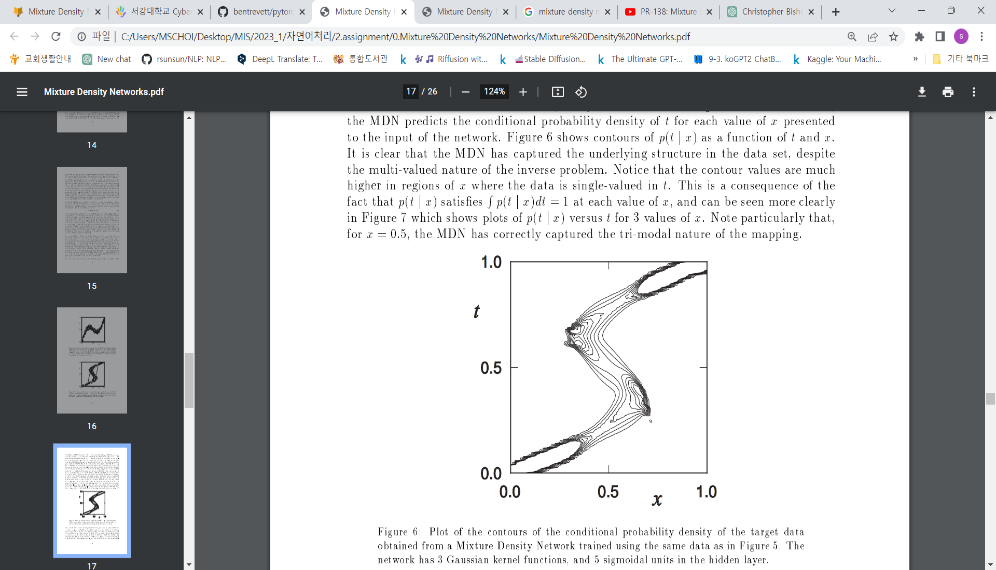 Mixture Density
서강대학교 Cyber
bentrevett/pytor
Mixture Density
Mixture Density
mixture density n
PR-138: Mixture
Christopher Bish
파일
C:/Users/MSCHOI/Desktop/MIS/2023_1/자연어처리/2.assignment/0.Mixture%20Density%20Networks/Mixture%20Density%20Networks.pdf
S
교회생활안내
New chat
rsunsun/NLP: NLP...
DeepL Translate: T...
통합도서관
Riffusion wit...
Stable Diffusion...
The Ultimate GPT-...
9-3. koGPT2 ChatB...
Kaggle: Your Machi...
»
기타 북마크
Mixture Density Networks.pdf
17 / 26
124%
14
15
16
17
the MDN predicts the conditional probability density of t for each value of x presented
to the input of the network. Figure 6 shows contours of p(t | x) as a function of t and x.
It is clear that the MDN has captured the underlying structure in the data set, despite
the multi-valued nature of the inverse problem. Notice that the contour values are much
higher in regions of x where the data is single-valued in t. This is a consequence of the
fact that p(t | x) satisfies ∫ p(t | x)dt = 1 at each value of x, and can be seen more clearly
in Figure 7 which shows plots of p(t | x) versus t for 3 values of x. Note particularly that,
for x = 0.5, the MDN has correctly captured the tri-modal nature of the mapping.
1.0
t
0.5
0.0
0.0
0.5
1.0
x
Figure 6 Plot of the contours of the conditional probability density of the target data
obtained from a Mixture Density Network trained using the same data as in Figure 5. The
network has 3 Gaussian kernel functions, and 5 sigmoidal units in the hidden layer.